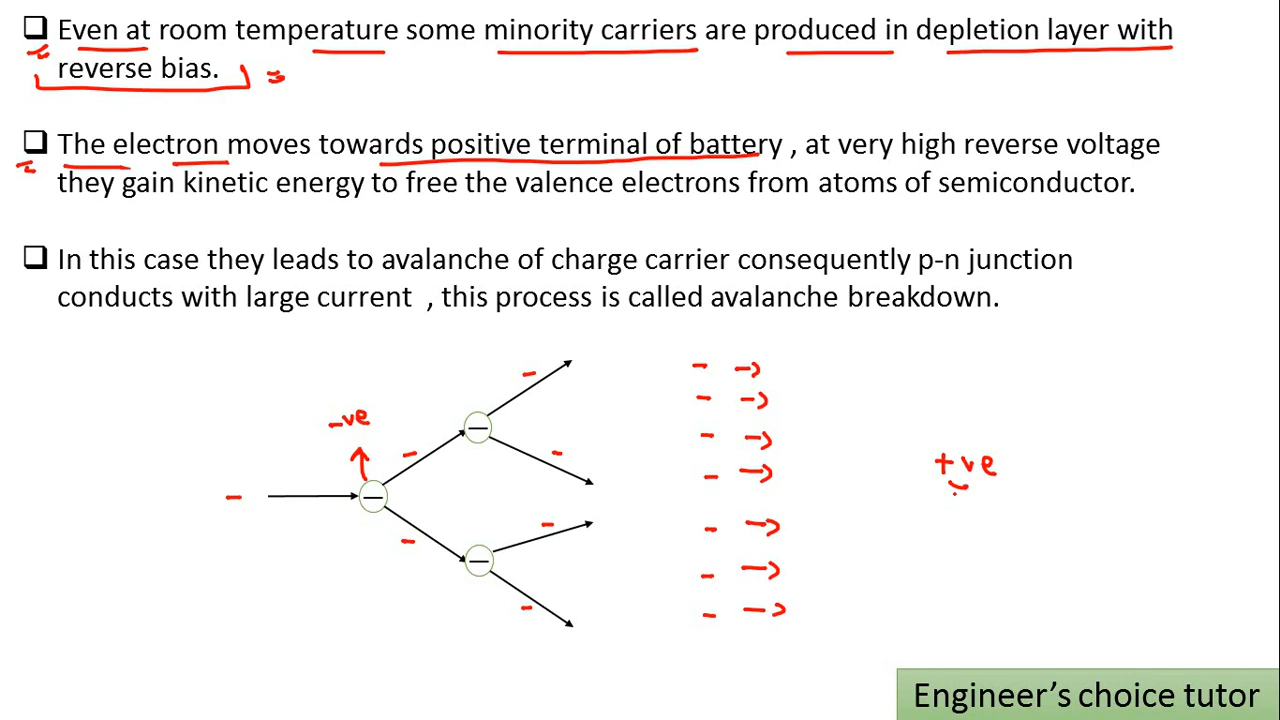 Even at room temperature some minority carriers are produced in depletion layer with
reverse bias.
The electron moves towards positive terminal of battery , at very high reverse voltage
they gain kinetic energy to free the valence electrons from atoms of semiconductor.
In this case they leads to avalanche of charge carrier consequently p-n junction
conducts with large current , this process is called avalanche breakdown.
-ve
+ve
Engineer's choice tutor